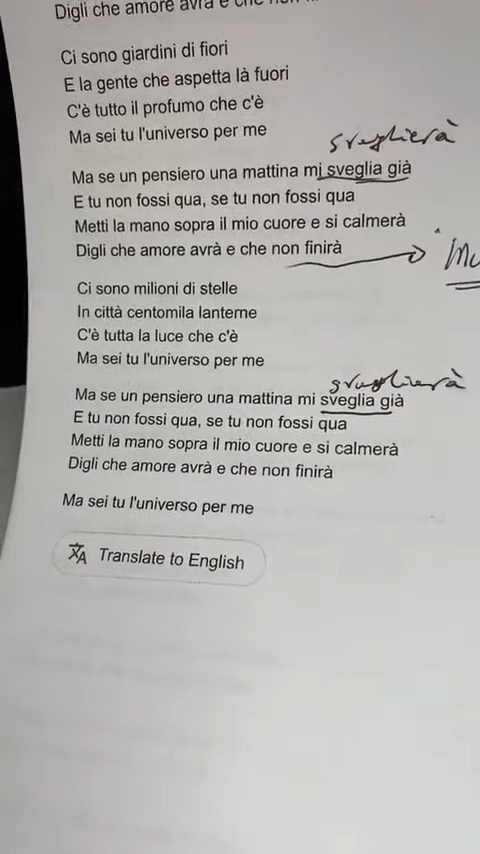 Digli che amore avrà e che non
Ci sono giardini di fiori
E la gente che aspetta là fuori
C'è tutto il profumo che c'è
Ma sei tu l'universo per me
sveglierà
Ma se un pensiero una mattina mi sveglia già
E tu non fossi qua, se tu non fossi qua
Metti la mano sopra il mio cuore e si calmerà
Digli che amore avrà e che non finirà
Ci sono milioni di stelle
In città centomila lanterne
C'è tutta la luce che c'è
Ma sei tu l'universo per me
sveglierà
Ma se un pensiero una mattina mi sveglia già
E tu non fossi qua, se tu non fossi qua
Metti la mano sopra il mio cuore e si calmerà
Digli che amore avrà e che non finirà
Ma sei tu l'universo per me
Translate to English